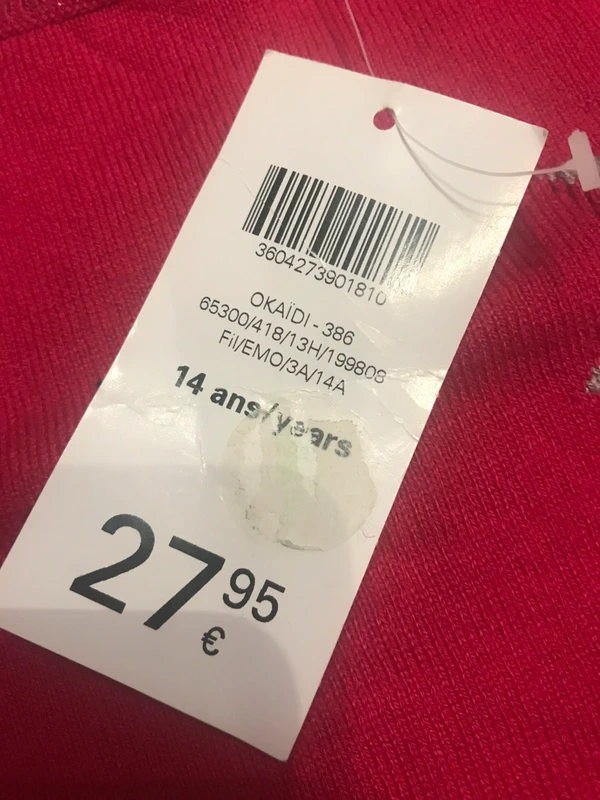 3604273901810
OKAÏDI - 386
65300/418/13H/199808
Fil/EMO/3A/14A
14 ans/years
27 95
€